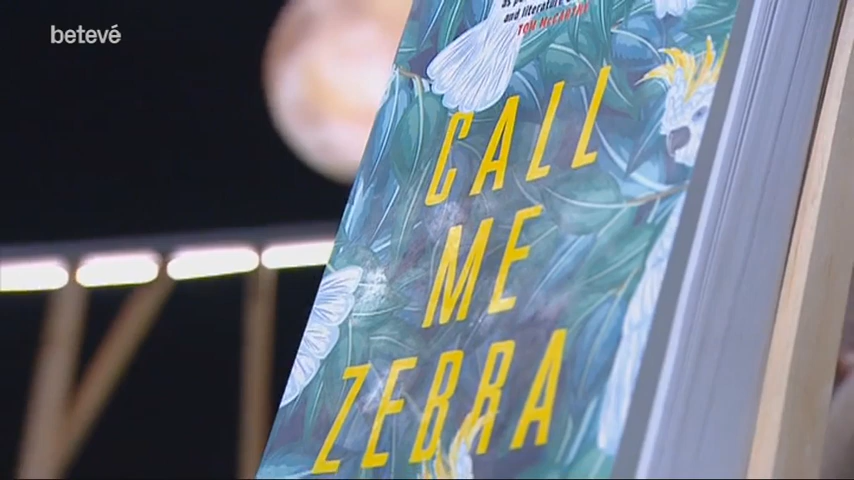 betevé
and literature
TOM McCARTHY
CALL
ME
ZEBRA